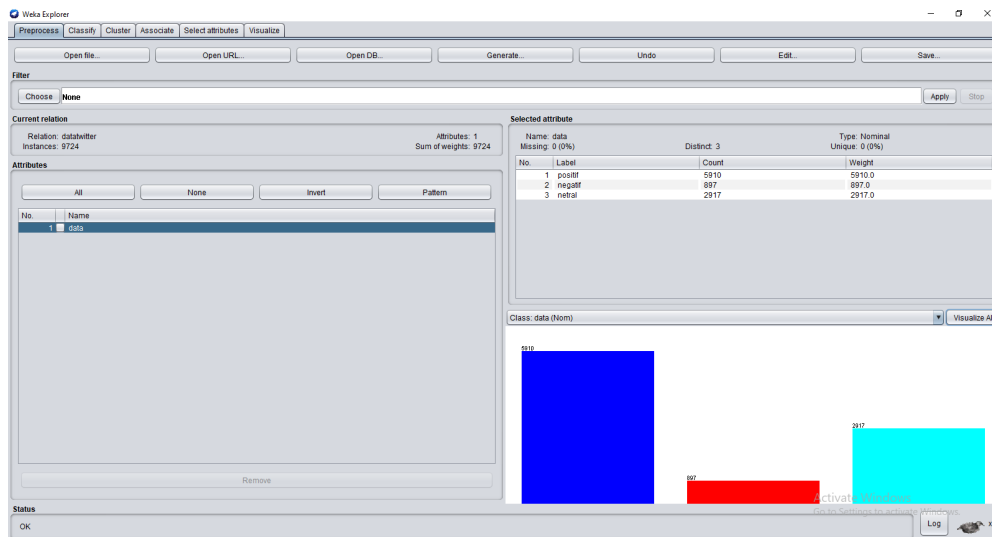 Weka Explorer
Preprocess Classify Cluster Associate Select attributes Visualize
Open file... Open URL... Open DB... Generate... Undo Edit... Save...
Filter
Choose None Apply Stop
Current relation
Relation: datatwitter Attributes: 1
Instances: 9724 Sum of weights: 9724
Attributes
All None Invert Pattern
No. Name
1 data
Remove
Selected attribute
Name: data Type: Nominal
Missing: 0 (0%) Distinct: 3 Unique: 0 (0%)
No. Label Count Weight
1 positif 5910 5910.0
2 negatif 897 897.0
3 netral 2917 2917.0
Class: data (Nom) Visualize Al
5910
2917
897
Activate Windows
Go to Settings to activate Windows.
Status
OK Log x